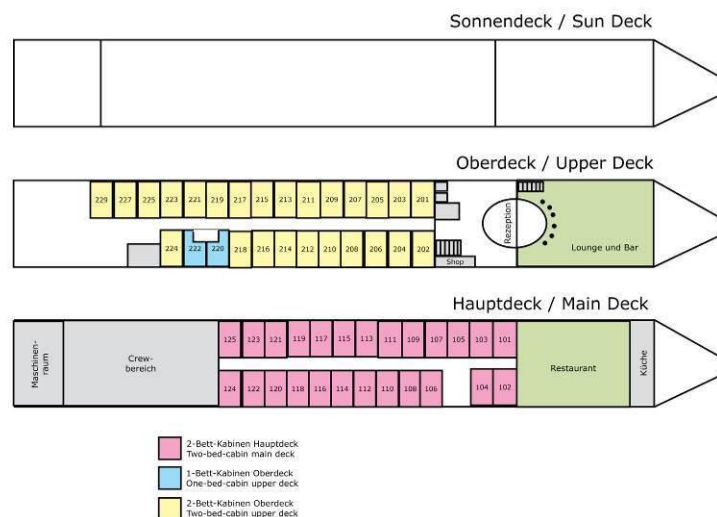 Sonnendeck / Sun Deck
Oberdeck / Upper Deck
229 227 225 223 221 219 217 215 213 211 209 207 205 203 201
Rezeption
224 222 220 218 216 214 212 210 208 206 204 202
Shop
Lounge und Bar
Hauptdeck / Main Deck
125 123 121 119 117 115 113 111 109 107 105 103 101
Maschinen-
raum
Crew-
bereich
Restaurant
Küche
124 122 120 118 116 114 112 110 108 106 104 102
2-Bett-Kabinen Hauptdeck
Two-bed-cabin main deck
1-Bett-Kabinen Oberdeck
One-bed-cabin upper deck
2-Bett-Kabinen Oberdeck
Two-bed-cabin upper deck